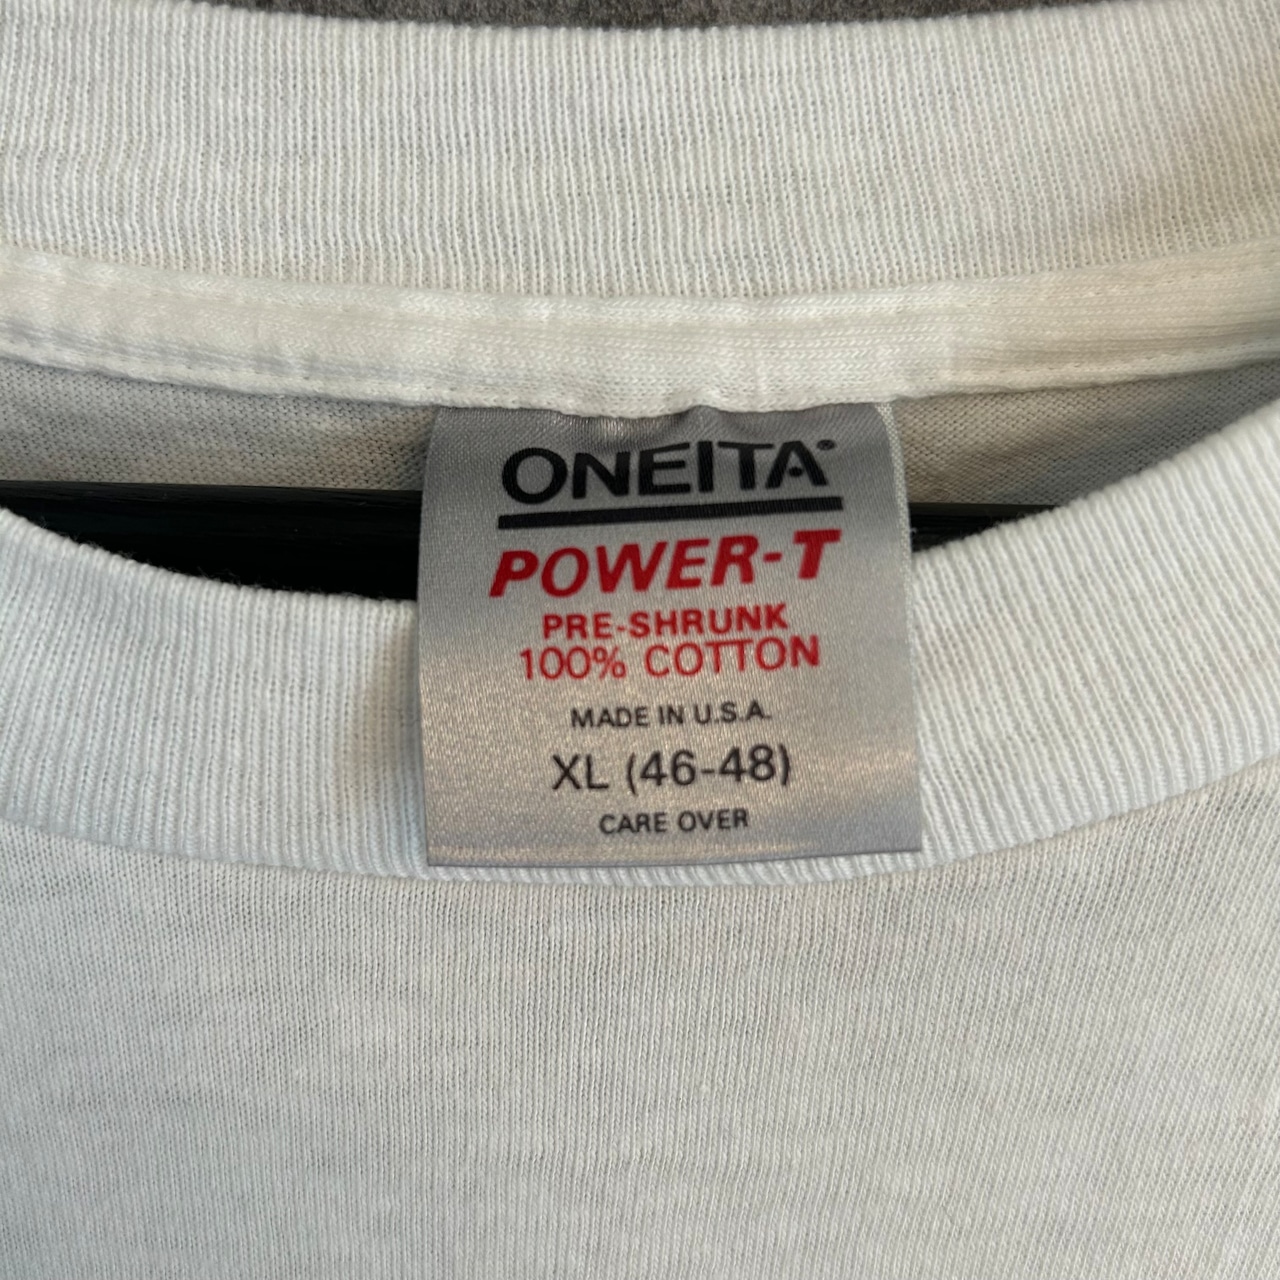 ONEITA®
POWER-T
PRE-SHRUNK
100% COTTON
MADE IN U.S.A.
XL (46-48)
CARE OVER